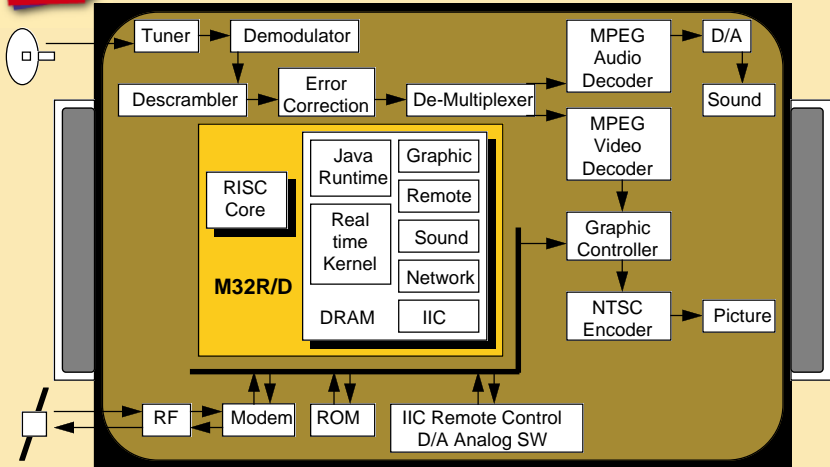 Tuner
Demodulator
MPEG
Audio
Decoder
D/A
Descrambler
Error
Correction
De-Multiplexer
Sound
MPEG
Video
Decoder
RISC
Core
Java
Runtime
Graphic
Remote
Real
time
Kernel
Sound
Network
M32R/D
DRAM
IIC
Graphic
Controller
NTSC
Encoder
Picture
RF
Modem
ROM
IIC Remote Control
D/A Analog SW